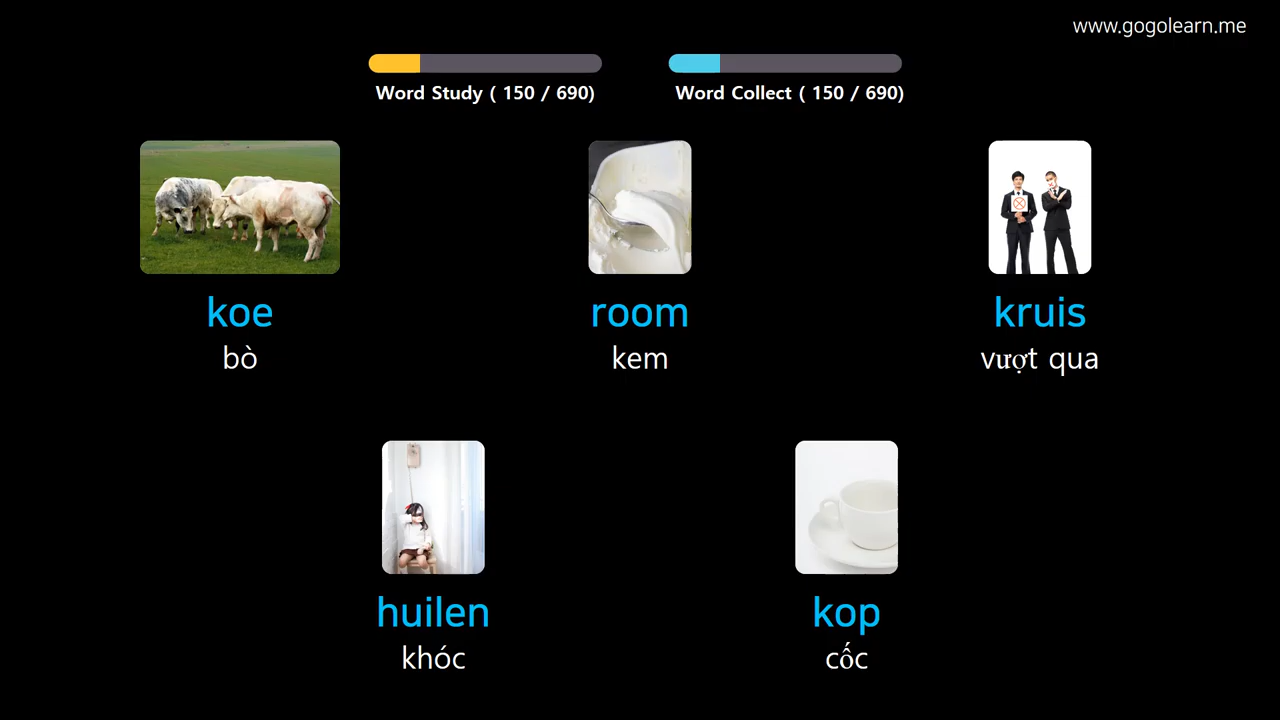 www.gogolearn.me
Word Study ( 150 / 690)
Word Collect ( 150 / 690)
koe
bò
room
kem
kruis
vượt qua
huilen
khóc
kop
cốc